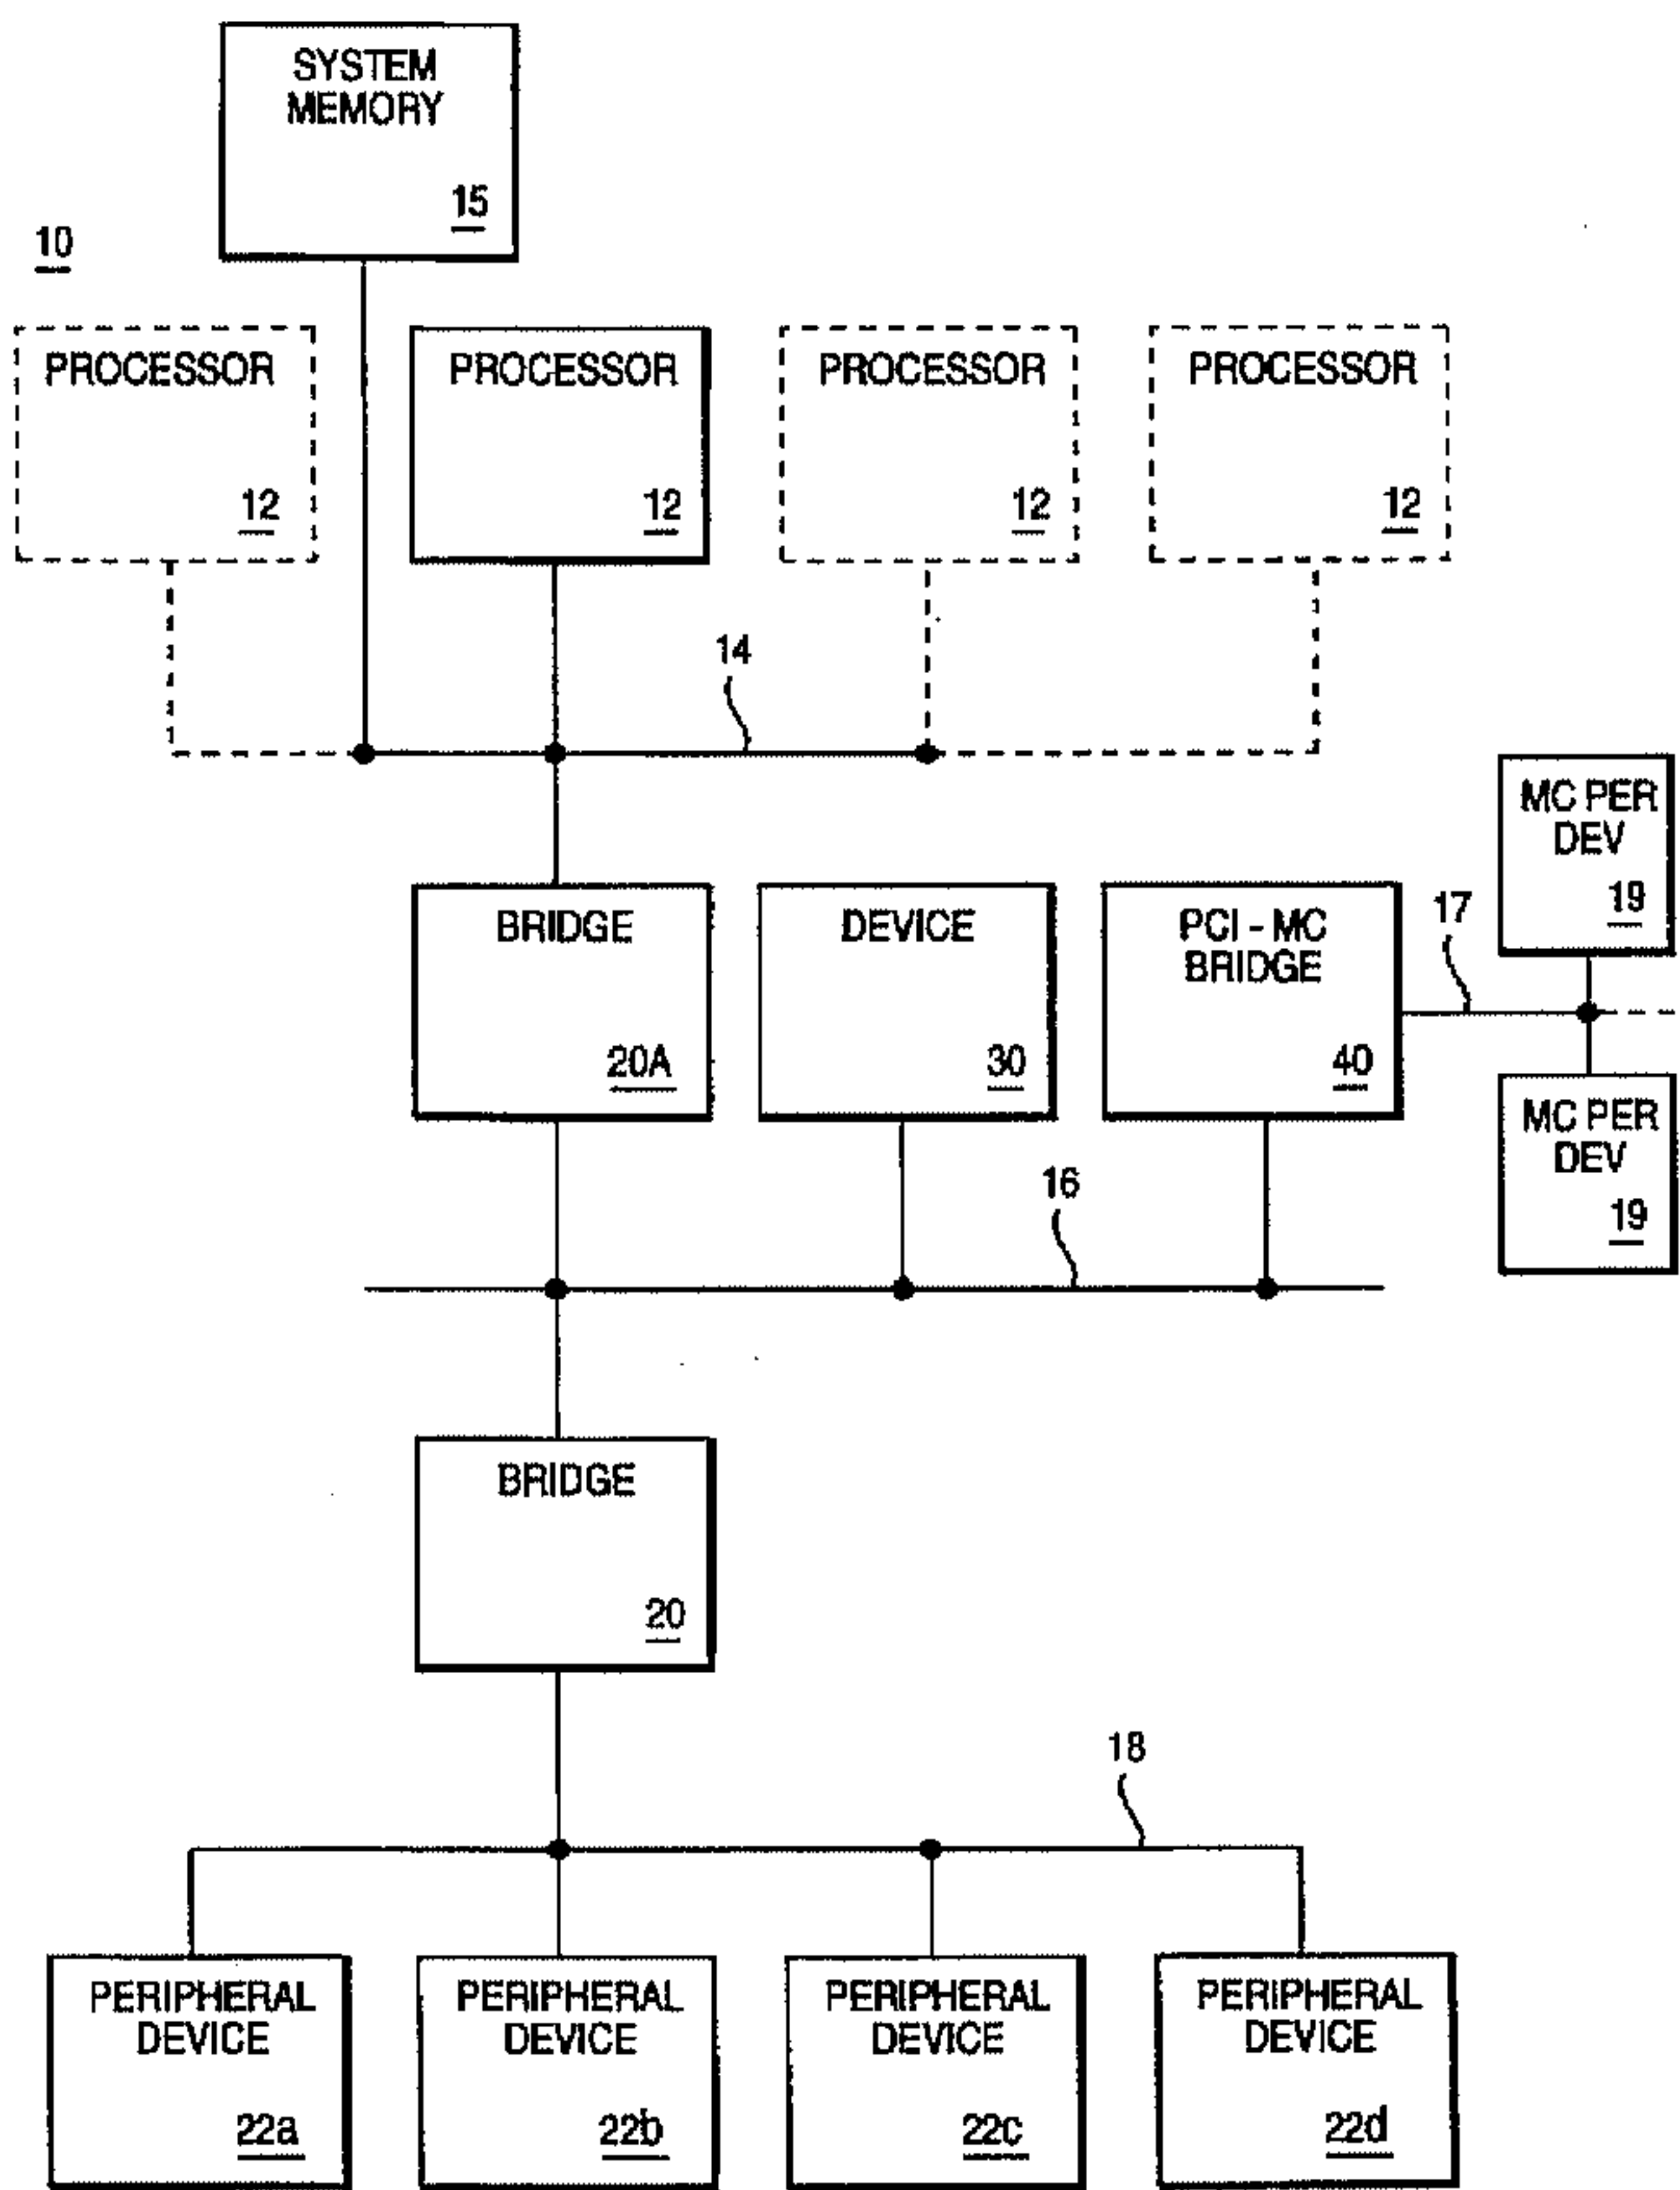 SYSTEM
MEMORY
15
10
PROCESSOR
12
PROCESSOR
12
PROCESSOR
12
PROCESSOR
12
14
MC PER
DEV
19
BRIDGE
20A
DEVICE
30
PCI - MC
BRIDGE
40
17
MC PER
DEV
19
16
BRIDGE
20
18
PERIPHERAL
DEVICE
22a
PERIPHERAL
DEVICE
22b
PERIPHERAL
DEVICE
22c
PERIPHERAL
DEVICE
22d